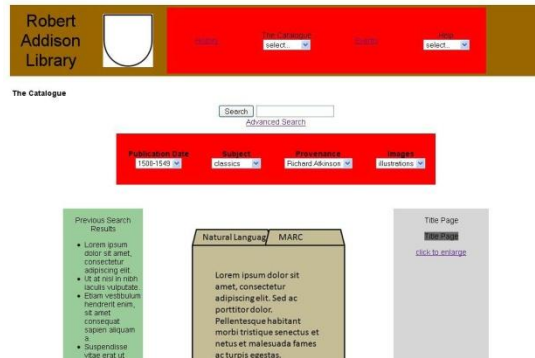 Robert
Addison
Library
The Catalogue
select..
select..
The Catalogue
Search
Advanced Search
Publication Date
Subject
Provenance
Images
1500-1549
classics
Richard Atkinson
illustrations
Previous Search
Results
Lorem ipsum
dolor sit amet,
consectetur
adipiscing elit.
Ut at nisl in nibh
iaculis vulputate.
Etiam vestibulum
hendrerit enim,
sit amet
consequat
sapien aliquam
a.
Suspendisse
vitae erat ut
Natural Languag
MARC
Lorem ipsum dolor sit
amet, consectetur
adipiscing elit. Sed ac
porttitor dolor.
Pellentesque habitant
morbi tristique senectus et
netus et malesuada fames
ac turpis egestas.
Title Page
Title Page
click to enlarge